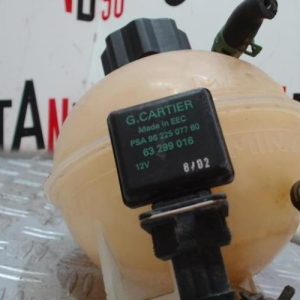 G.CARTIER
Made in EEC
PSA 96 225 077 80
63 299 016
12V 8/02